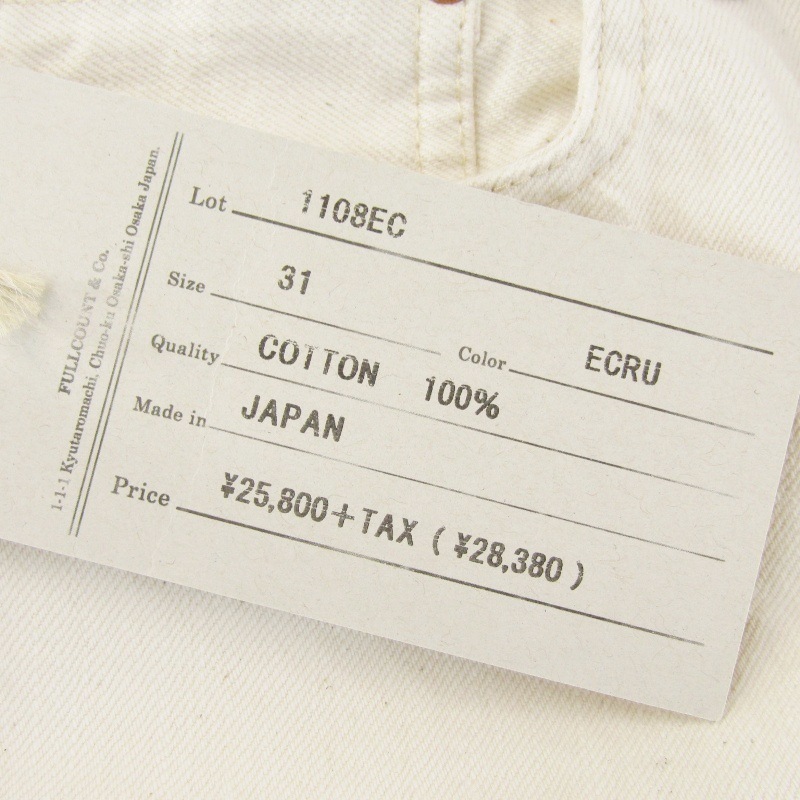 FULLCOUNT & Co.
1-1-1 Kyutaromachi, Chuo-ku Osaka-shi Osaka Japan.
Lot 1108EC
Size 31
Color ECRU
Quality COTTON 100%
Made in JAPAN
Price ¥25,800+TAX (¥28,380)